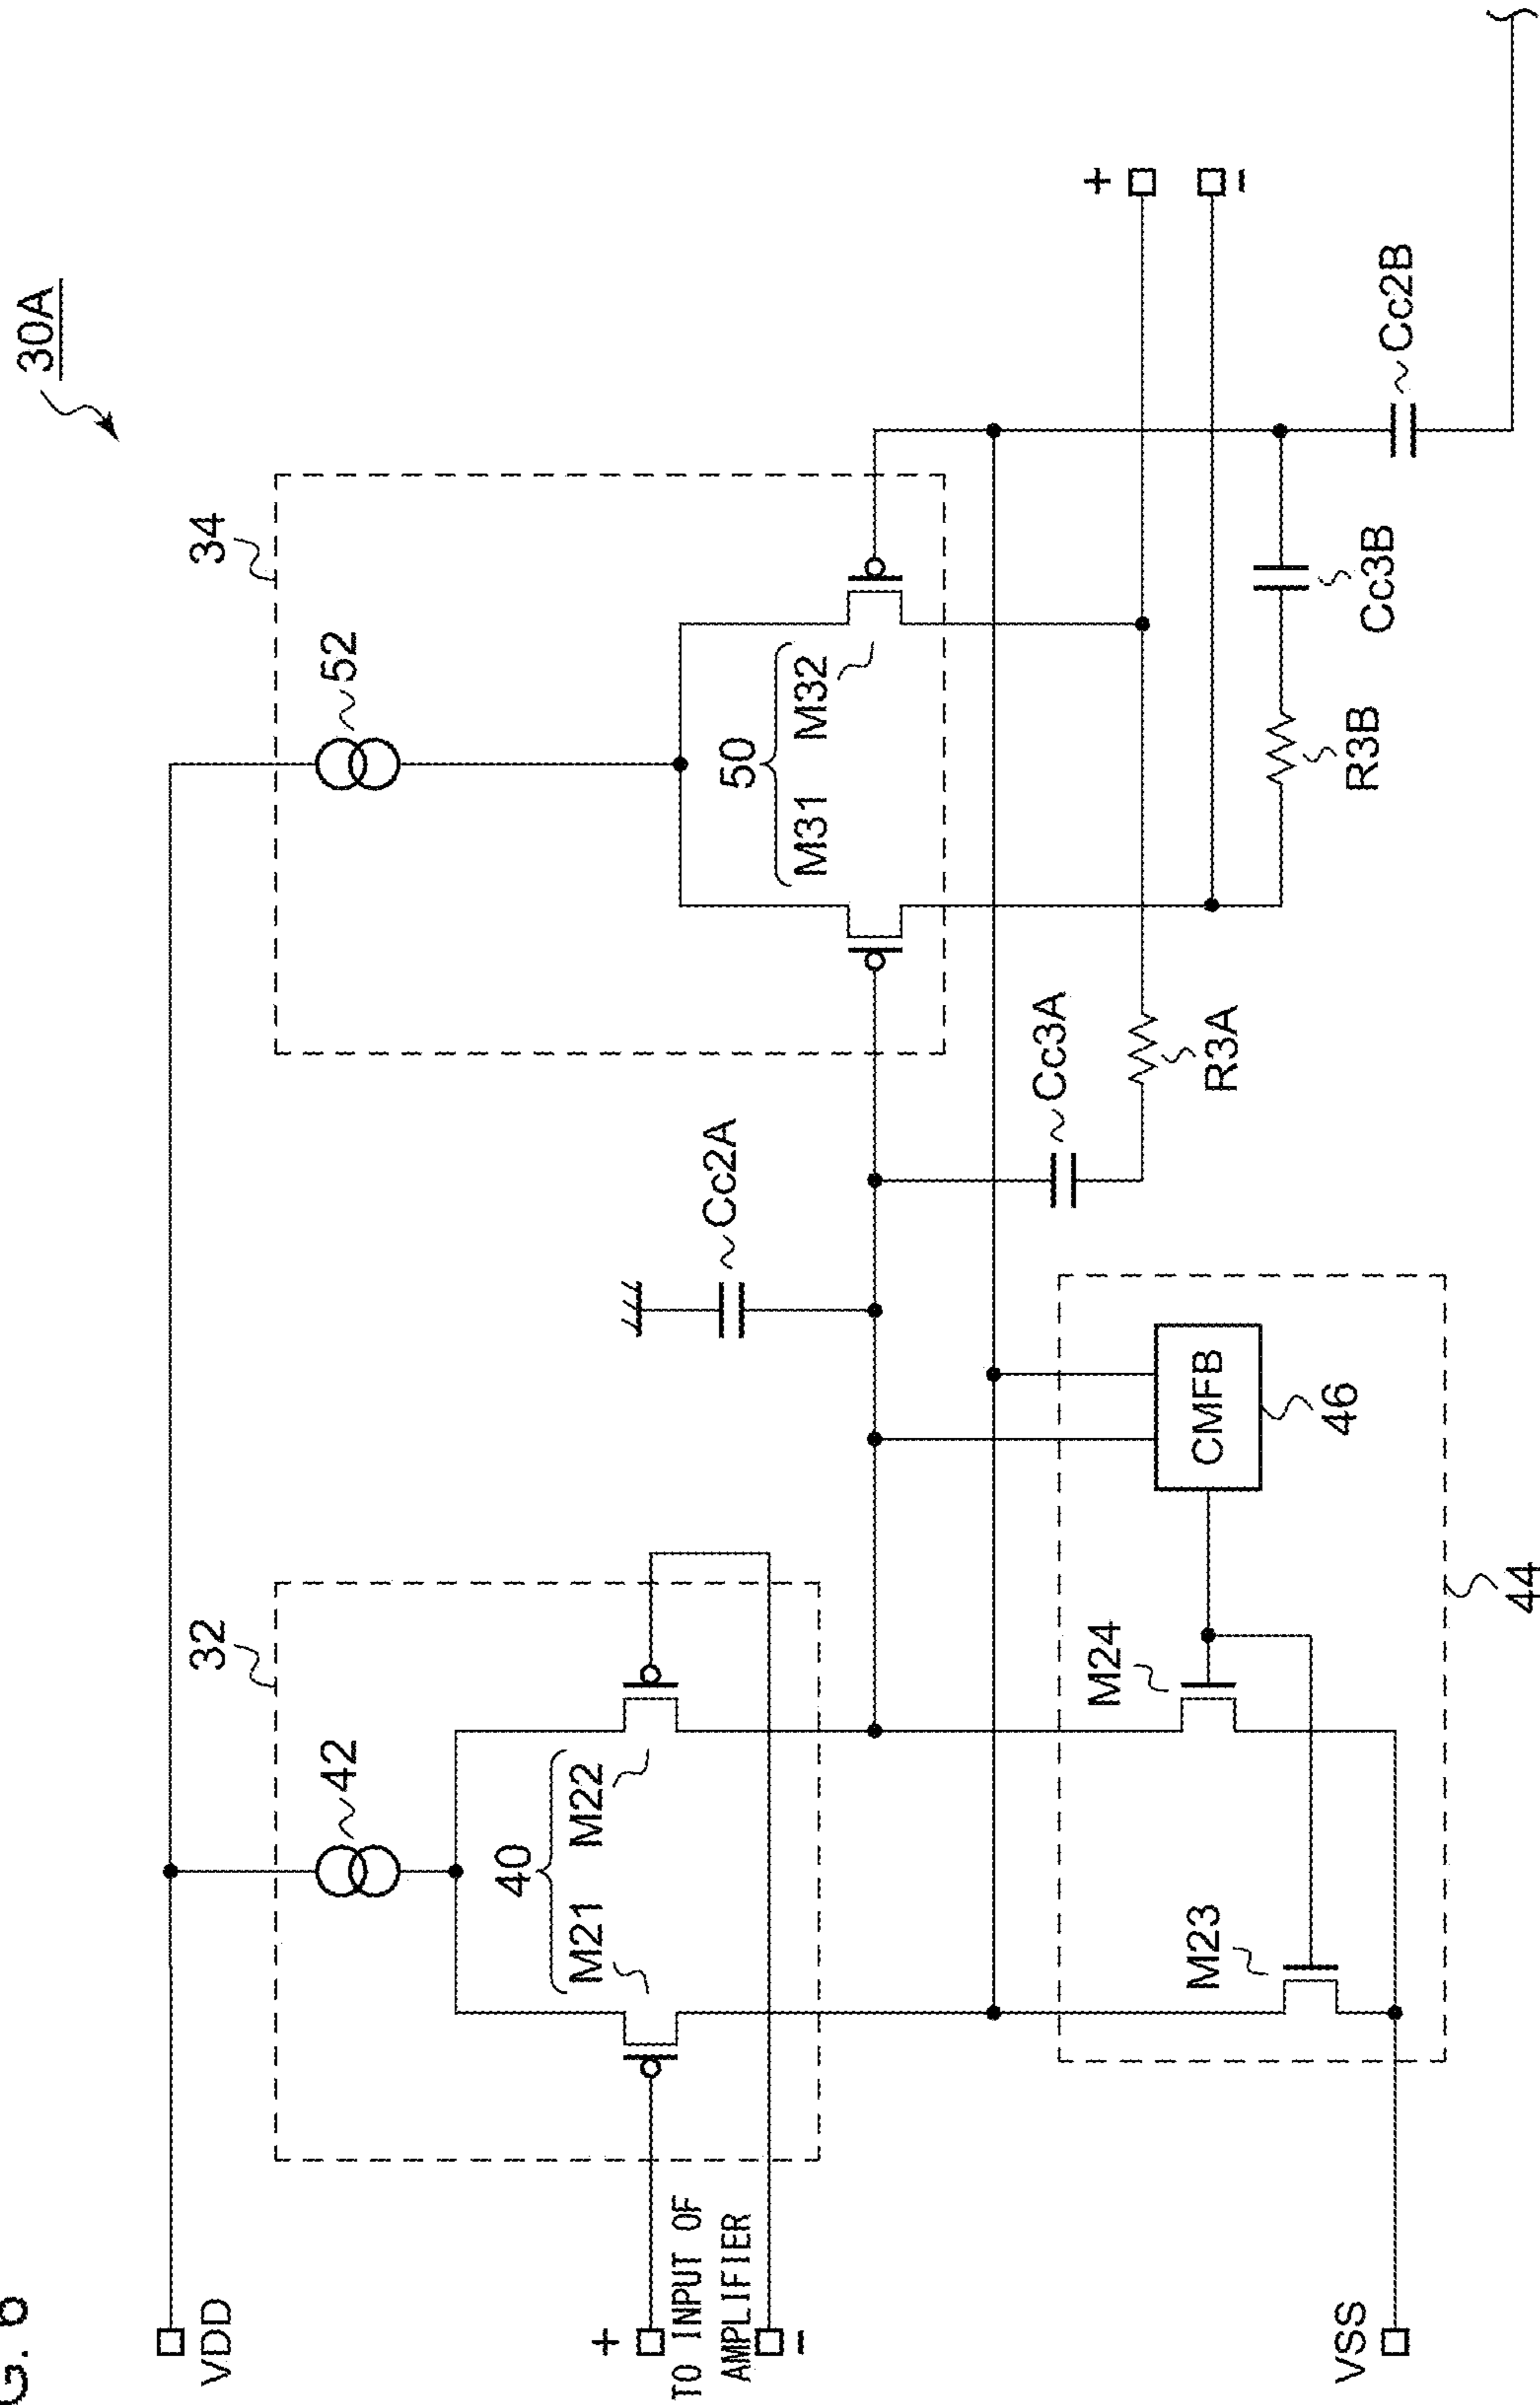 G. 6
30A
VDD
32
42
40
M21 M22
+
TO INPUT OF
AMPLIFIER
-
34
52
50
M31 M32
Cc2A
Cc3A
R3A
+
-
M24
M23
CMFB
46
44
R3B
Cc3B
Cc2B
VSS